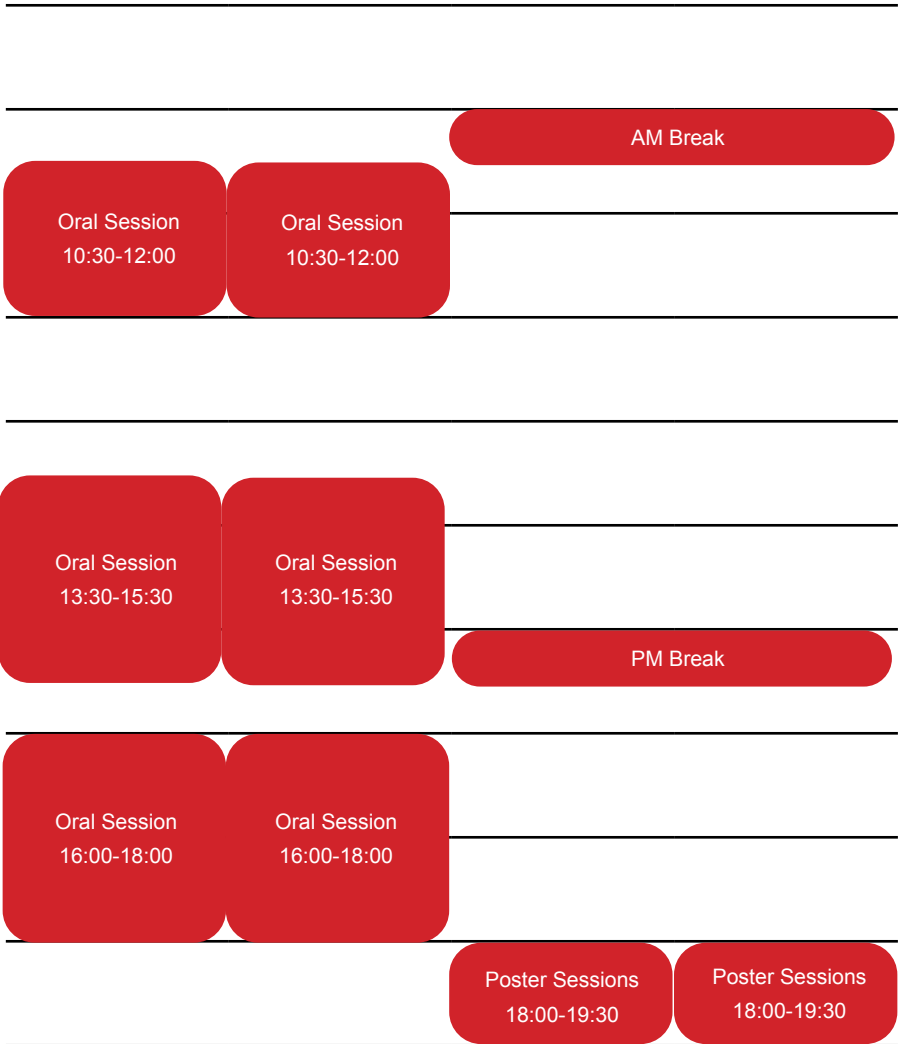 AM Break
Oral Session
10:30-12:00
Oral Session
10:30-12:00
Oral Session
13:30-15:30
Oral Session
13:30-15:30
PM Break
Oral Session
16:00-18:00
Oral Session
16:00-18:00
Poster Sessions
18:00-19:30
Poster Sessions
18:00-19:30